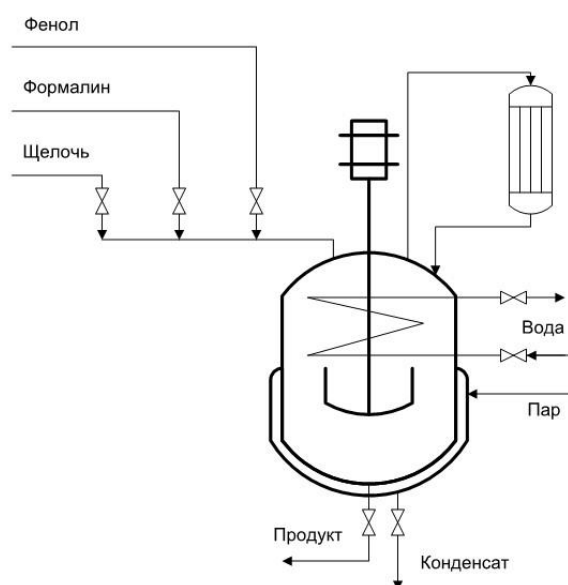 Фенол
Формалин
Щелочь
Вода
Пар
Продукт
Конденсат